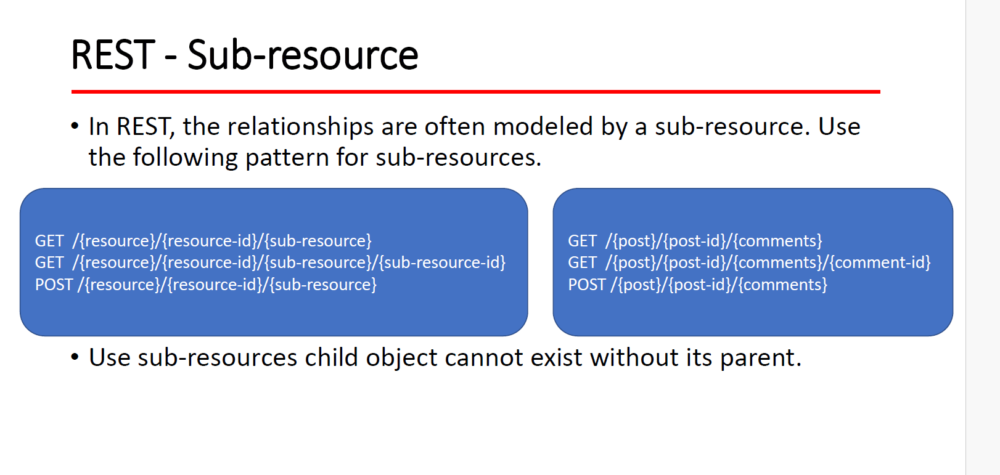 REST - Sub-resource
• In REST, the relationships are often modeled by a sub-resource. Use
the following pattern for sub-resources.
GET /{resource}/{resource-id}/{sub-resource}
GET /{resource}/{resource-id}/{sub-resource}/{sub-resource-id}
POST /{resource}/{resource-id}/{sub-resource}
GET /{post}/{post-id}/{comments}
GET /{post}/{post-id}/{comments}/{comment-id}
POST /{post}/{post-id}/{comments}
• Use sub-resources child object cannot exist without its parent.